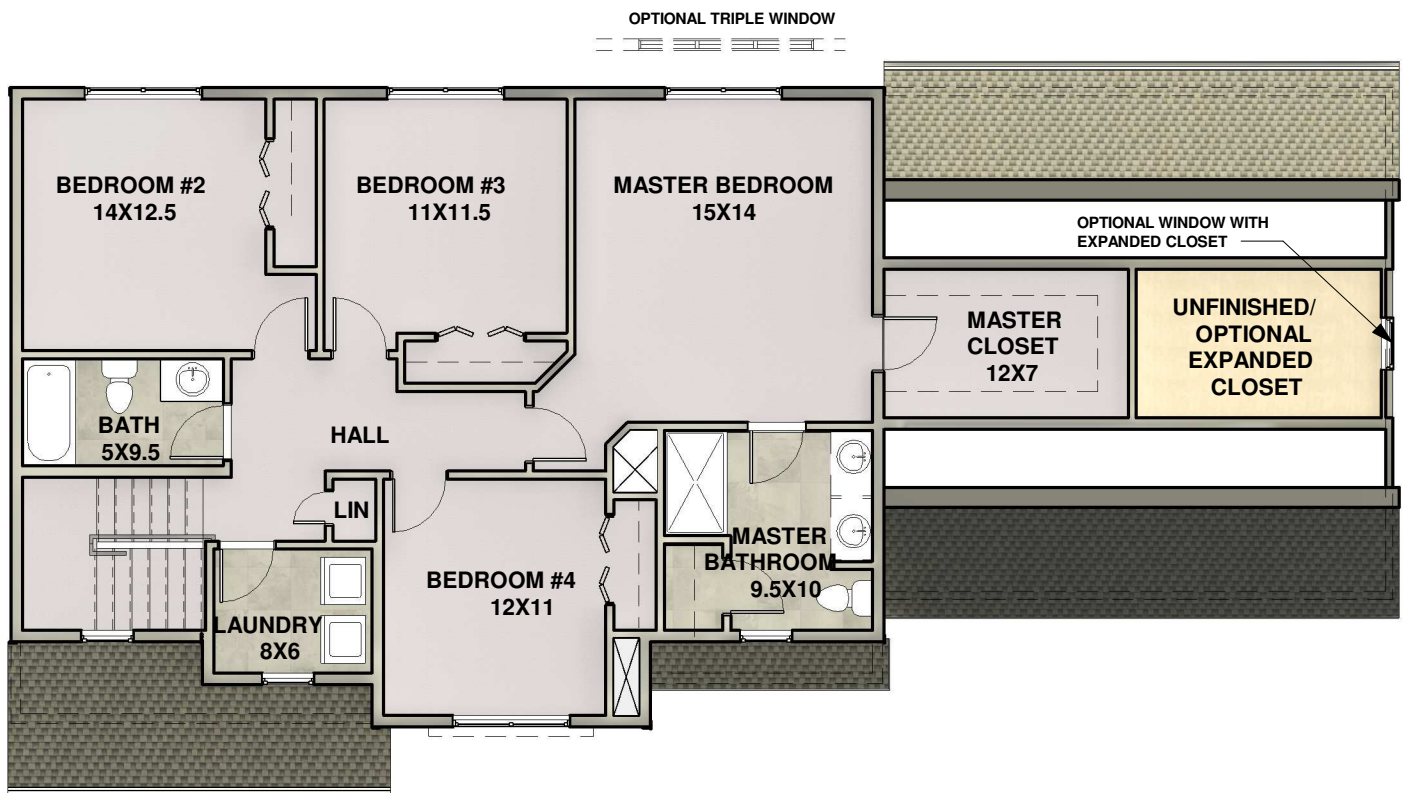 OPTIONAL TRIPLE WINDOW
BEDROOM #2
14X12.5
BEDROOM #3
11X11.5
MASTER BEDROOM
15X14
OPTIONAL WINDOW WITH
EXPANDED CLOSET
MASTER
CLOSET
12X7
UNFINISHED/
OPTIONAL
EXPANDED
CLOSET
BATH
5X9.5
HALL
LIN
MASTER
BATHROOM
9.5X10
BEDROOM #4
12X11
LAUNDRY
8X6